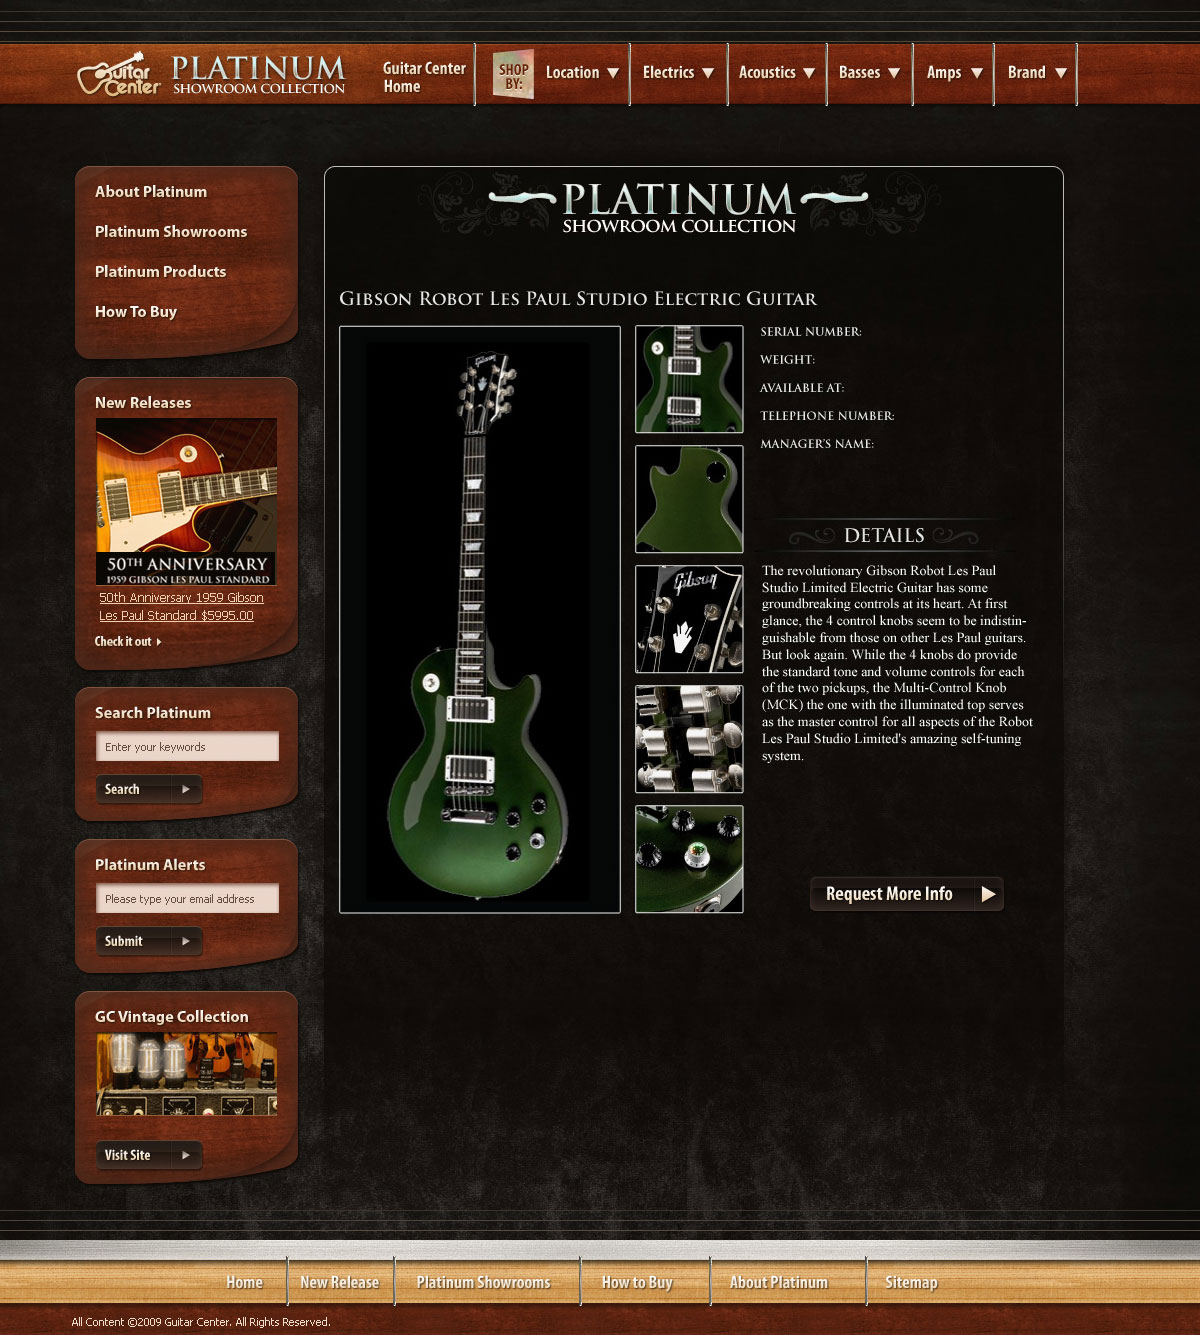 Guitar Center
PLATINUM
SHOWROOM COLLECTION
Guitar Center
Home
SHOP
BY:
Location
Electrics
Acoustics
Basses
Amps
Brand
About Platinum
Platinum Showrooms
Platinum Products
How To Buy
New Releases
50TH ANNIVERSARY
1959 GIBSON LES PAUL STANDARD
50th Anniversary 1959 Gibson
Les Paul Standard $5995.00
Check it out
Search Platinum
Enter your keywords
Search
Platinum Alerts
Please type your email address
Submit
GC Vintage Collection
Visit Site
PLATINUM
SHOWROOM COLLECTION
GIBSON ROBOT LES PAUL STUDIO ELECTRIC GUITAR
Gibson
Gibson
SERIAL NUMBER:
WEIGHT:
AVAILABLE AT:
TELEPHONE NUMBER:
MANAGER'S NAME:
DETAILS
The revolutionary Gibson Robot Les Paul
Studio Limited Electric Guitar has some
groundbreaking controls at its heart. At first
glance, the 4 control knobs seem to be indistin-
guishable from those on other Les Paul guitars.
But look again. While the 4 knobs do provide
the standard tone and volume controls for each
of the two pickups, the Multi-Control Knob
(MCK) the one with the illuminated top serves
as the master control for all aspects of the Robot
Les Paul Studio Limited's amazing self-tuning
system.
Request More Info
Home
New Release
Platinum Showrooms
How to Buy
About Platinum
Sitemap
All Content ©2009 Guitar Center. All Rights Reserved.